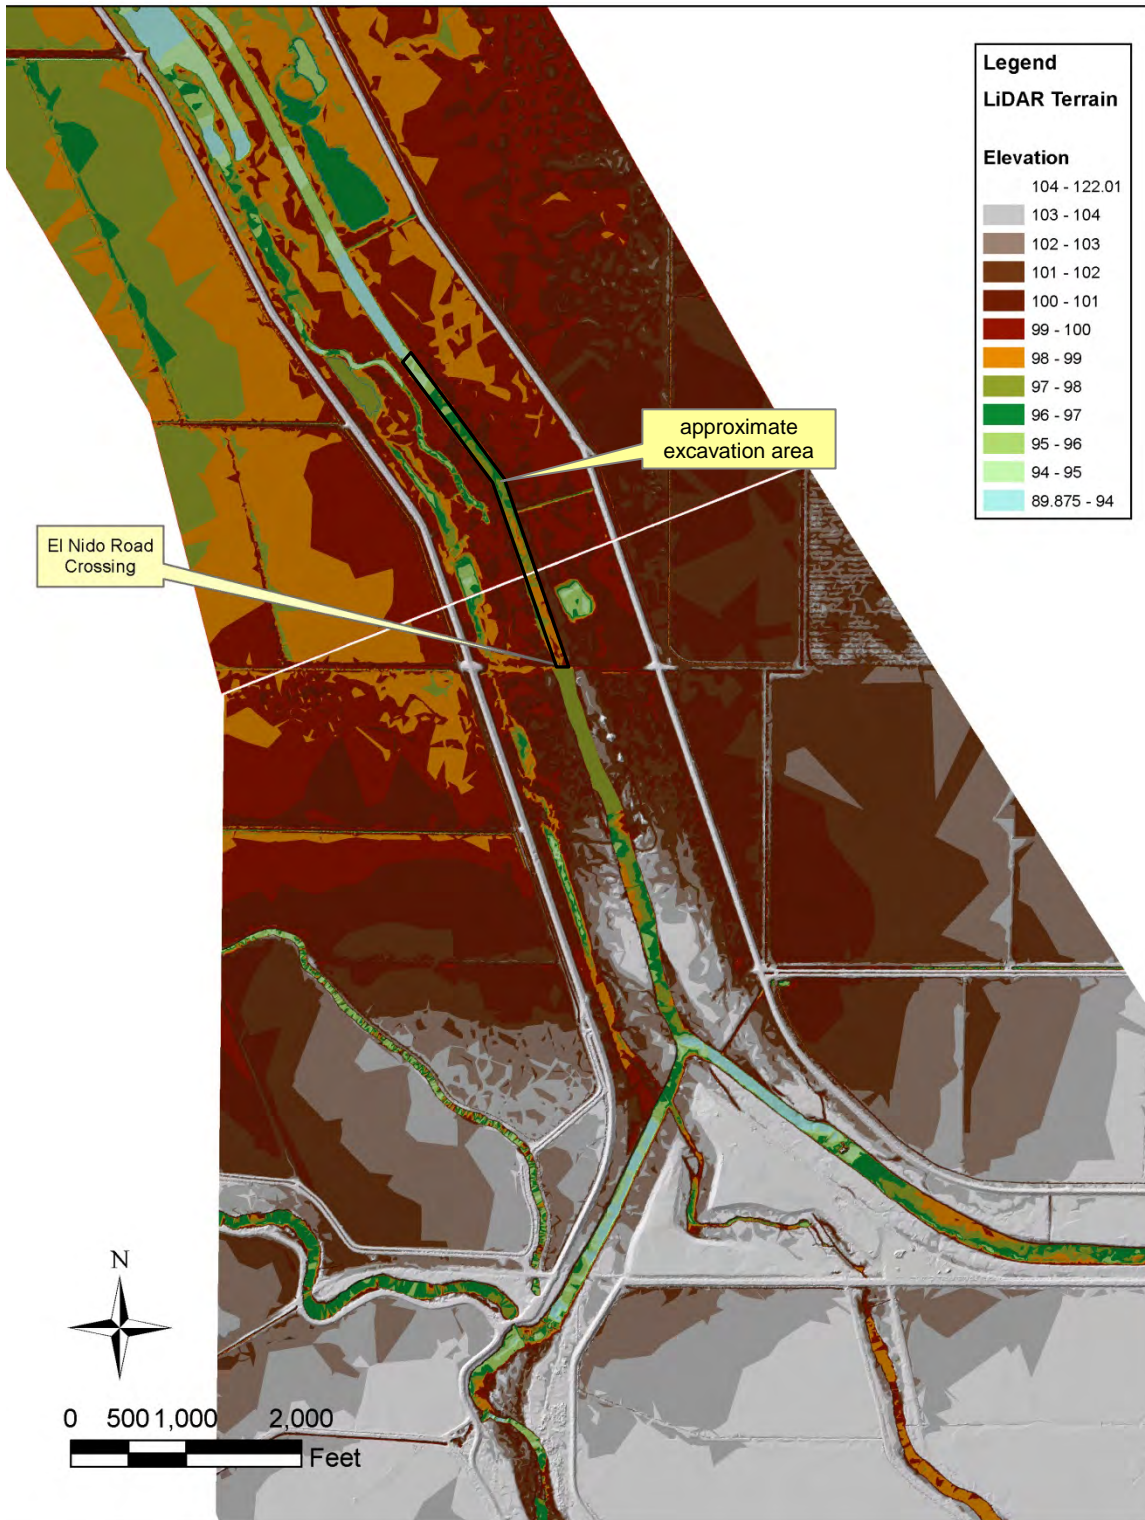 Legend
LiDAR Terrain
Elevation
104 - 122.01
103 - 104
102 - 103
101 - 102
100 - 101
99 - 100
98 - 99
97 - 98
96 - 97
95 - 96
94 - 95
89.875 - 94
approximate
excavation area
El Nido Road
Crossing
N
0 500 1,000 2,000
Feet